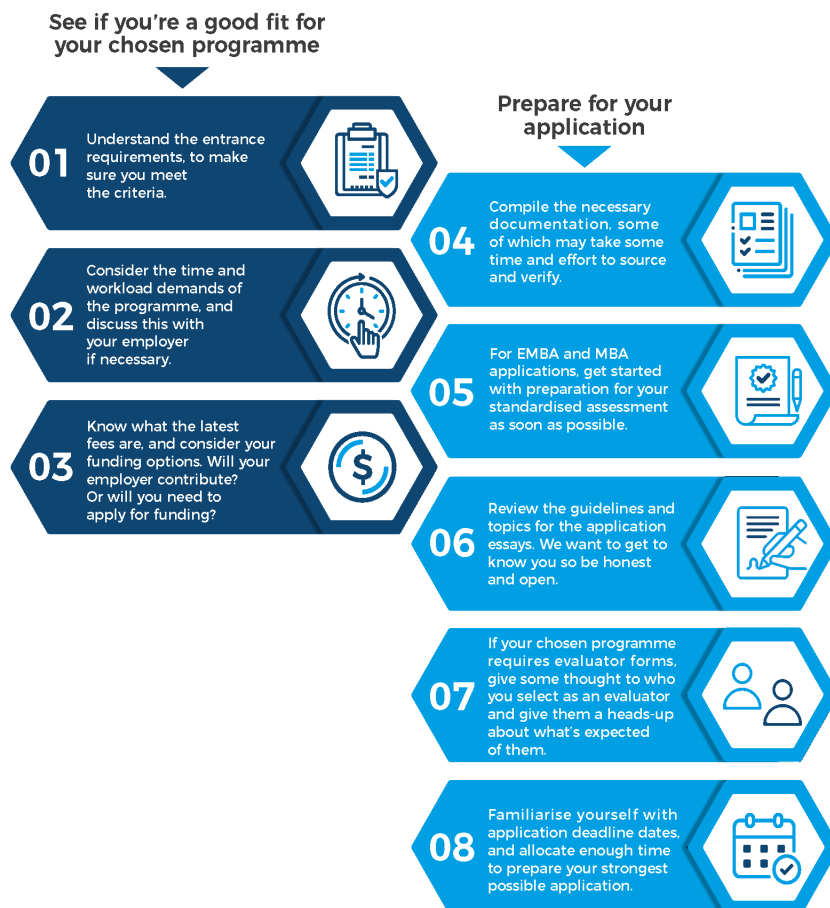 See if you're a good fit for
your chosen programme
01
Understand the entrance
requirements, to make
sure you meet
the criteria.
02
Consider the time and
workload demands of
the programme, and
discuss this with
your employer
if necessary.
03
Know what the latest
fees are, and consider your
funding options. Will your
employer contribute?
Or will you need to
apply for funding?
$
Prepare for your
application
04
Compile the necessary
documentation, some
of which may take some
time and effort to source
and verify.
05
For EMBA and MBA
applications, get started
with preparation for your
standardised assessment
as soon as possible.
06
Review the guidelines and
topics for the application
essays. We want to get to
know you so be honest
and open.
07
If your chosen programme
requires evaluator forms,
give some thought to who
you select as an evaluator
and give them a heads-up
about what's expected
of them.
08
Familiarise yourself with
application deadline dates,
and allocate enough time
to prepare your strongest
possible application.